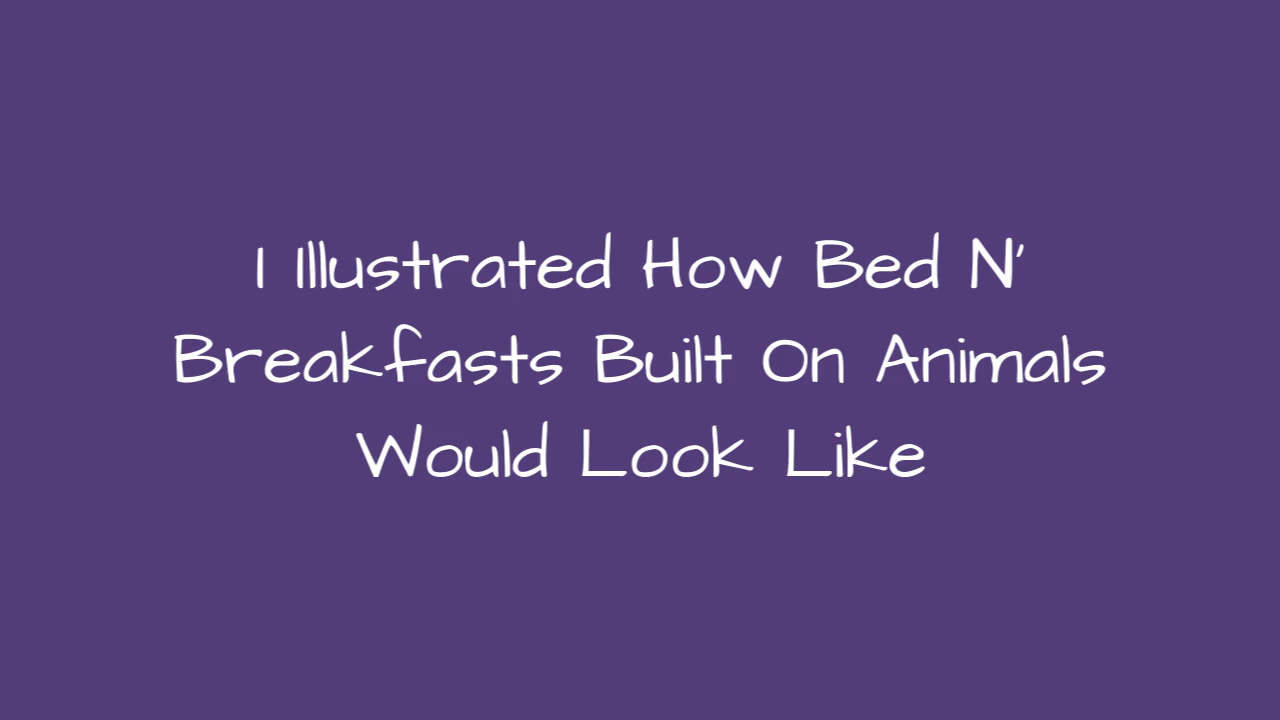 I Illustrated How Bed N’
Breakfasts Built On Animals
Would Look Like